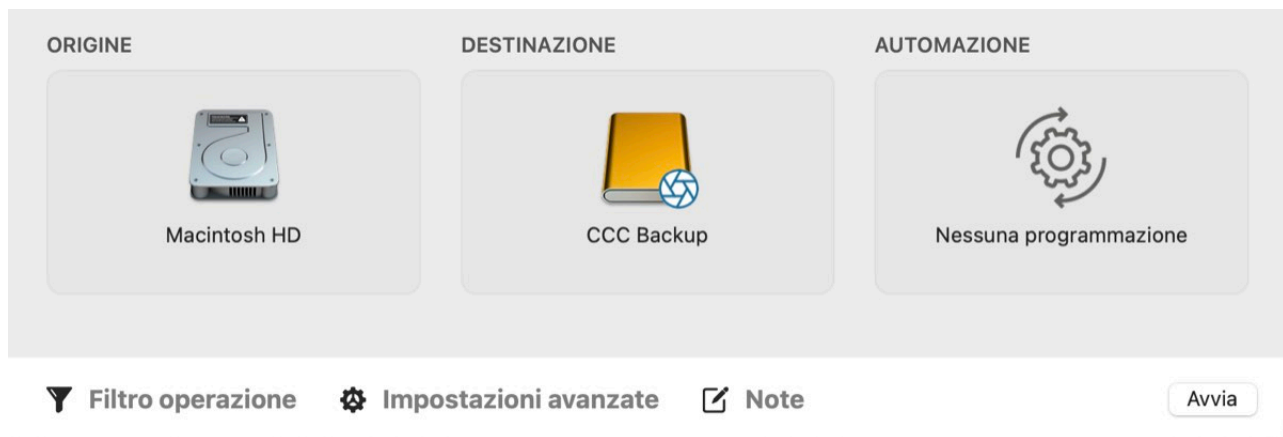 ORIGINE
DESTINAZIONE
AUTOMAZIONE
Macintosh HD
CCC Backup
Nessuna programmazione
Filtro operazione
Impostazioni avanzate
Note
Avvia